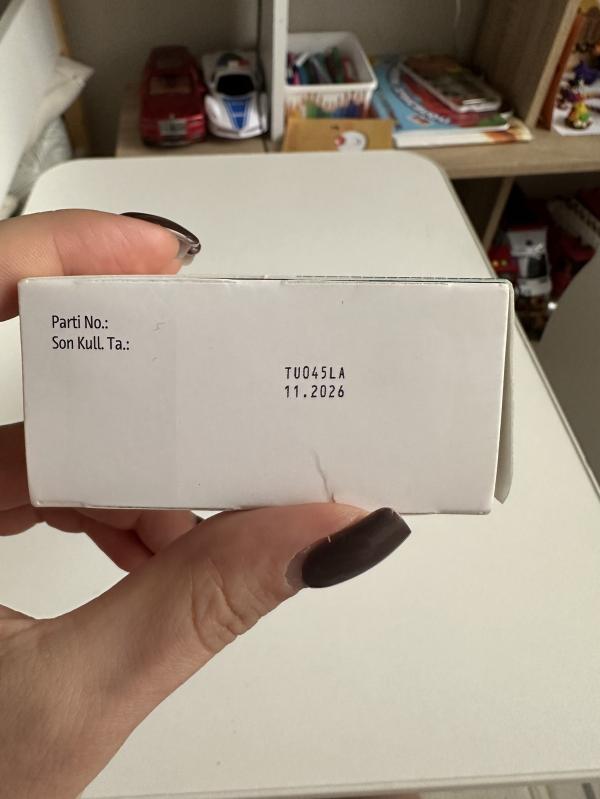 Parti No.:
Son Kull. Ta.:
TU045LA
11.2026